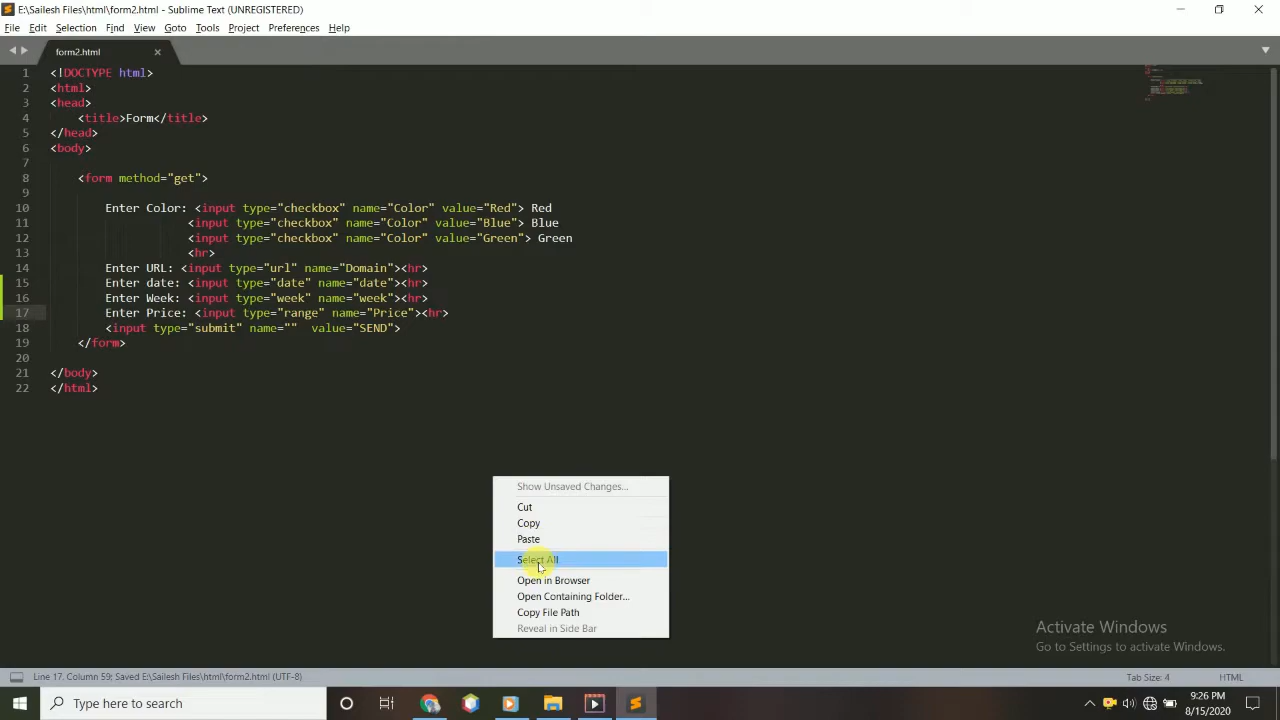 E:\Sailesh Files\html\form2.html - Sublime Text (UNREGISTERED)
File Edit Selection Find View Goto Tools Project Preferences Help
form2.html
1 <!DOCTYPE html>
2 <html>
3 <head>
4 <title>Form</title>
5 </head>
6 <body>
7
8 <form method="get">
9
10 Enter Color: <input type="checkbox" name="Color" value="Red"> Red
11 <input type="checkbox" name="Color" value="Blue"> Blue
12 <input type="checkbox" name="Color" value="Green"> Green
13 <hr>
14 Enter URL: <input type="url" name="Domain"><hr>
15 Enter date: <input type="date" name="date"><hr>
16 Enter Week: <input type="week" name="week"><hr>
17 Enter Price: <input type="range" name="Price"><hr>
18 <input type="submit" name="" value="SEND">
19 </form>
20
21 </body>
22 </html>
Show Unsaved Changes...
Cut
Copy
Paste
Select All
Open in Browser
Open Containing Folder...
Copy File Path
Reveal in Side Bar
Activate Windows
Go to Settings to activate Windows.
Line 17, Column 59; Saved E:\Sailesh Files\html\form2.html (UTF-8) Tab Size: 4 HTML
Type here to search
9:26 PM
8/15/2020